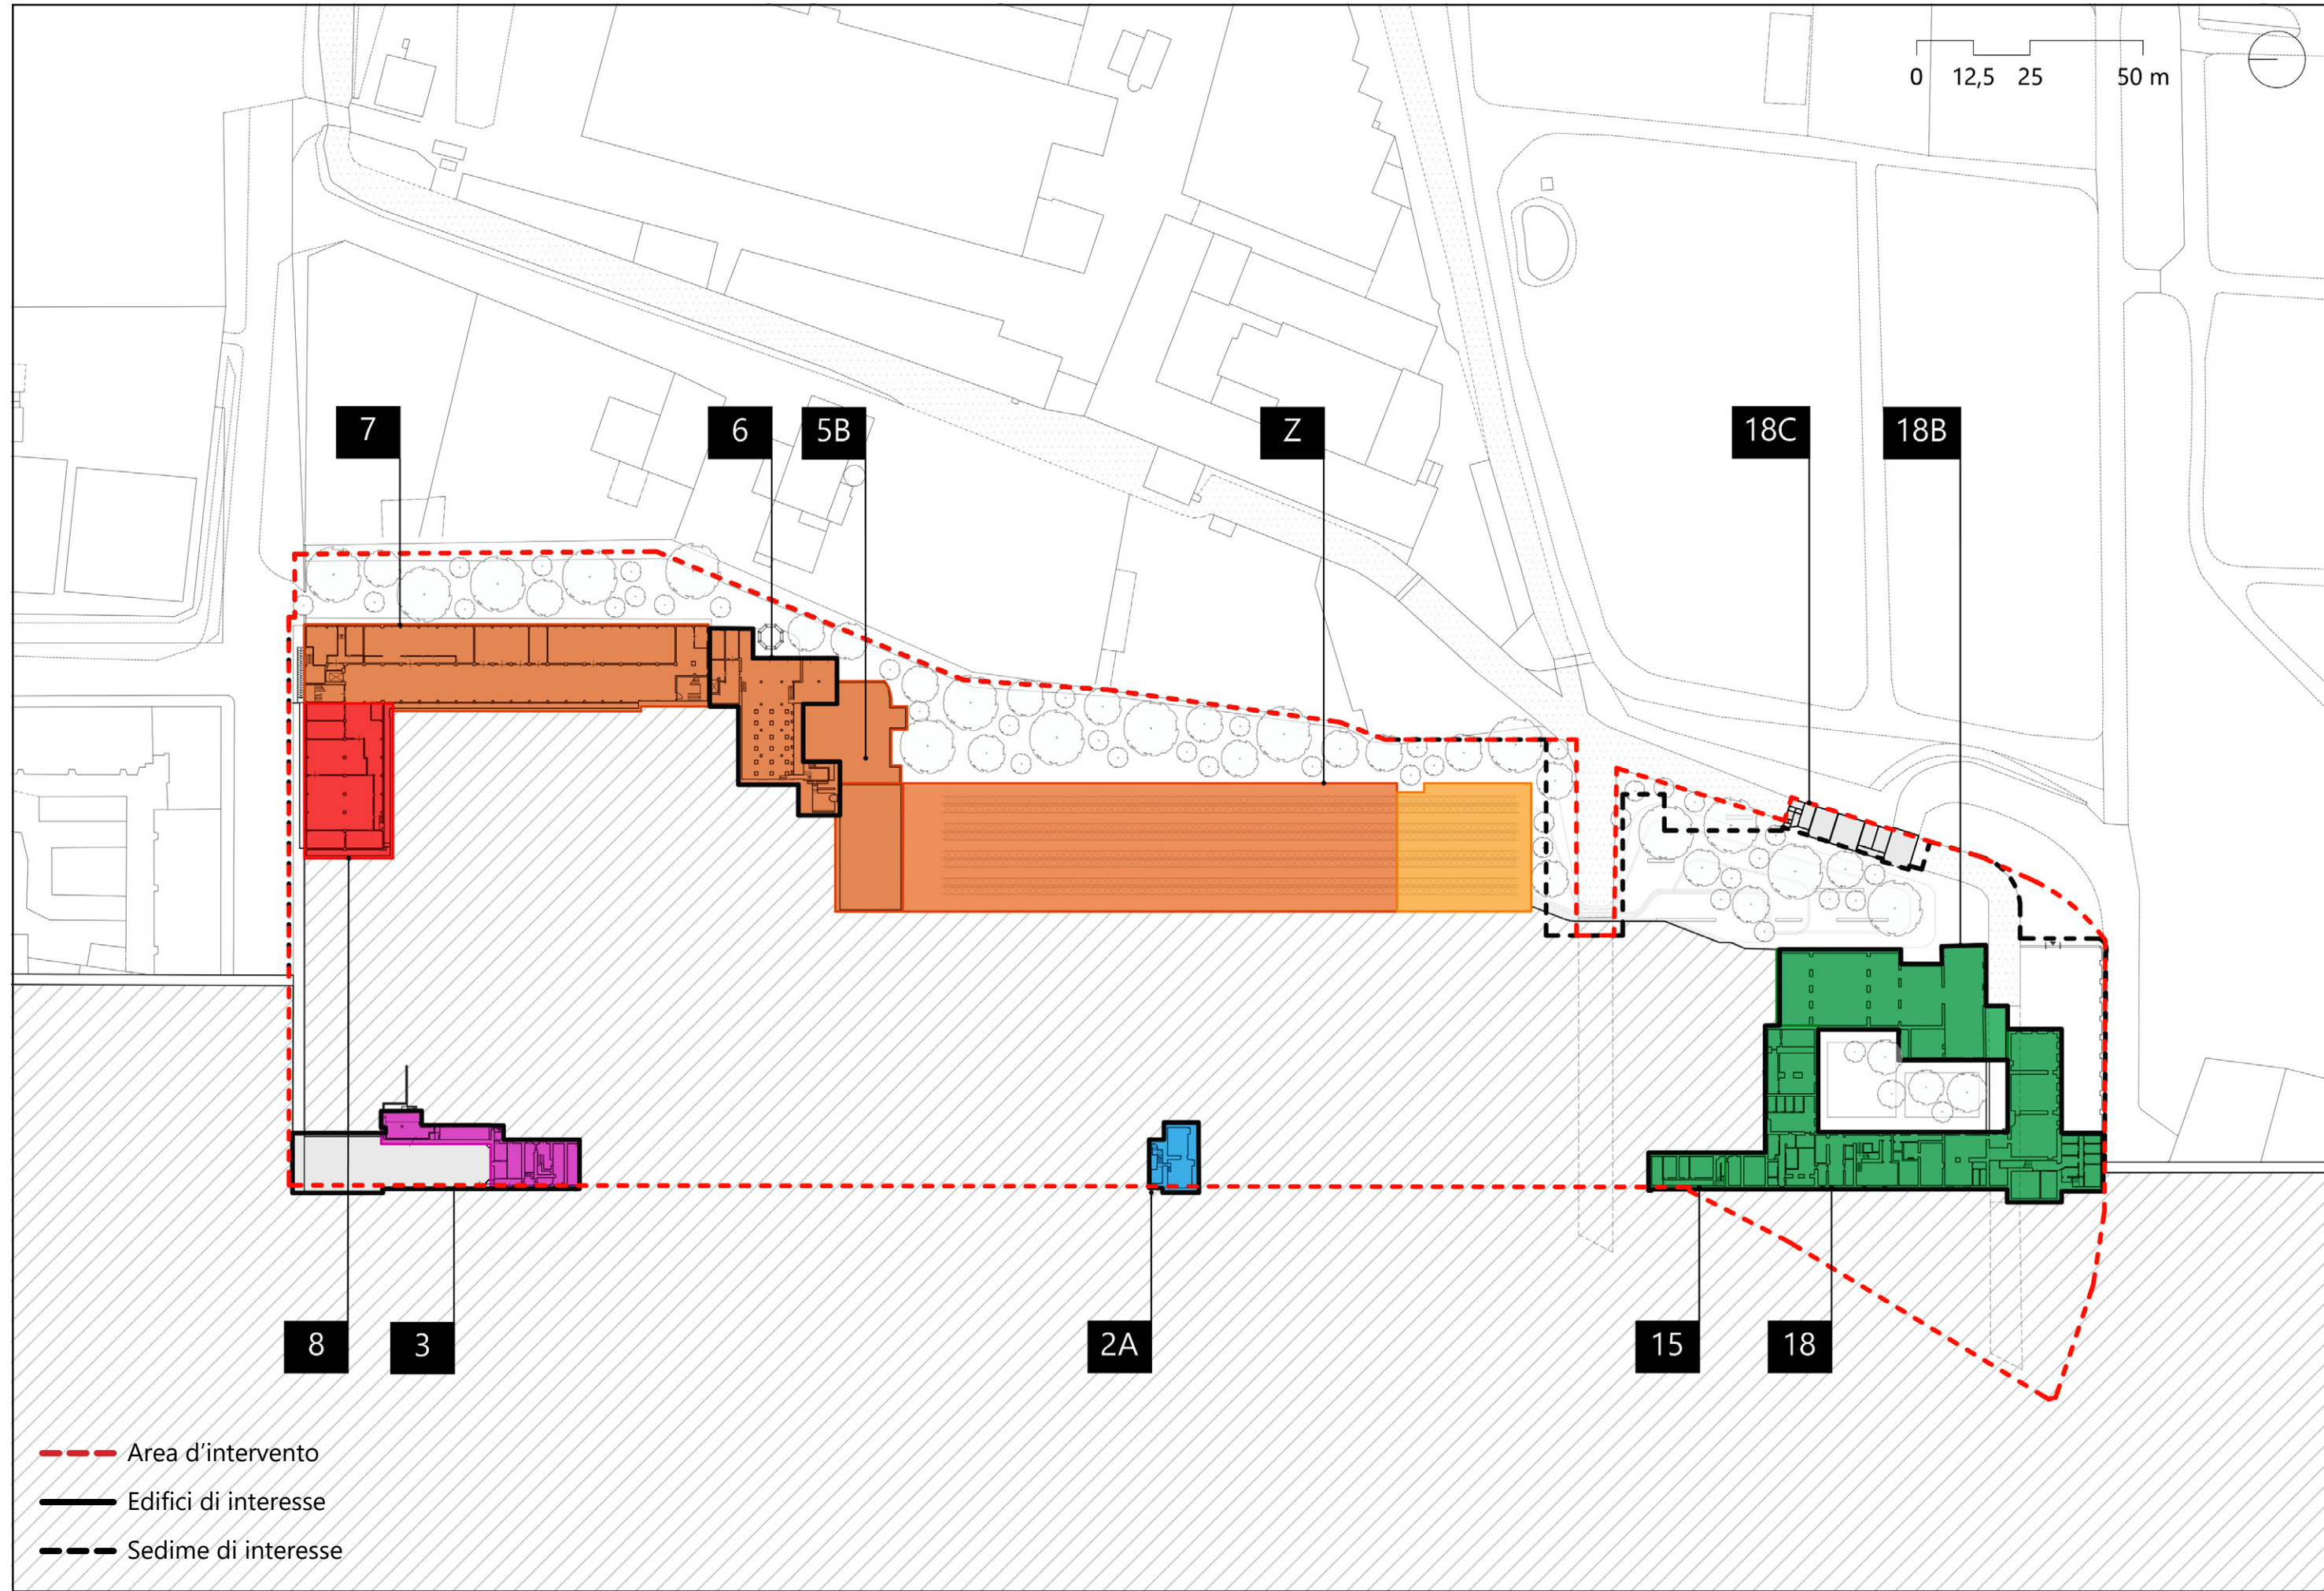 0 12,5 25 50 m
7
6
5B
Z
18C
18B
8
3
2A
15
18
Area d’intervento
Edifici di interesse
Sedime di interesse